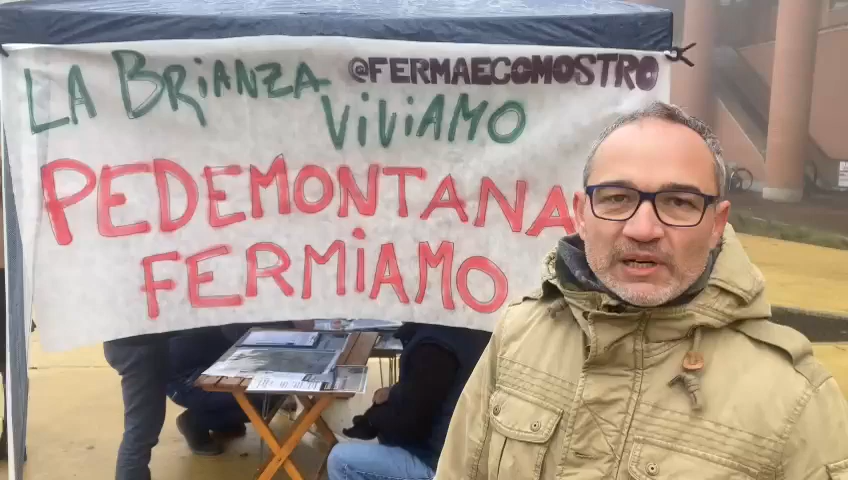 @FERMAECOMOSTRO
LA BRIANZA
VIVIAMO
PEDEMONTANA
FERMIAMO